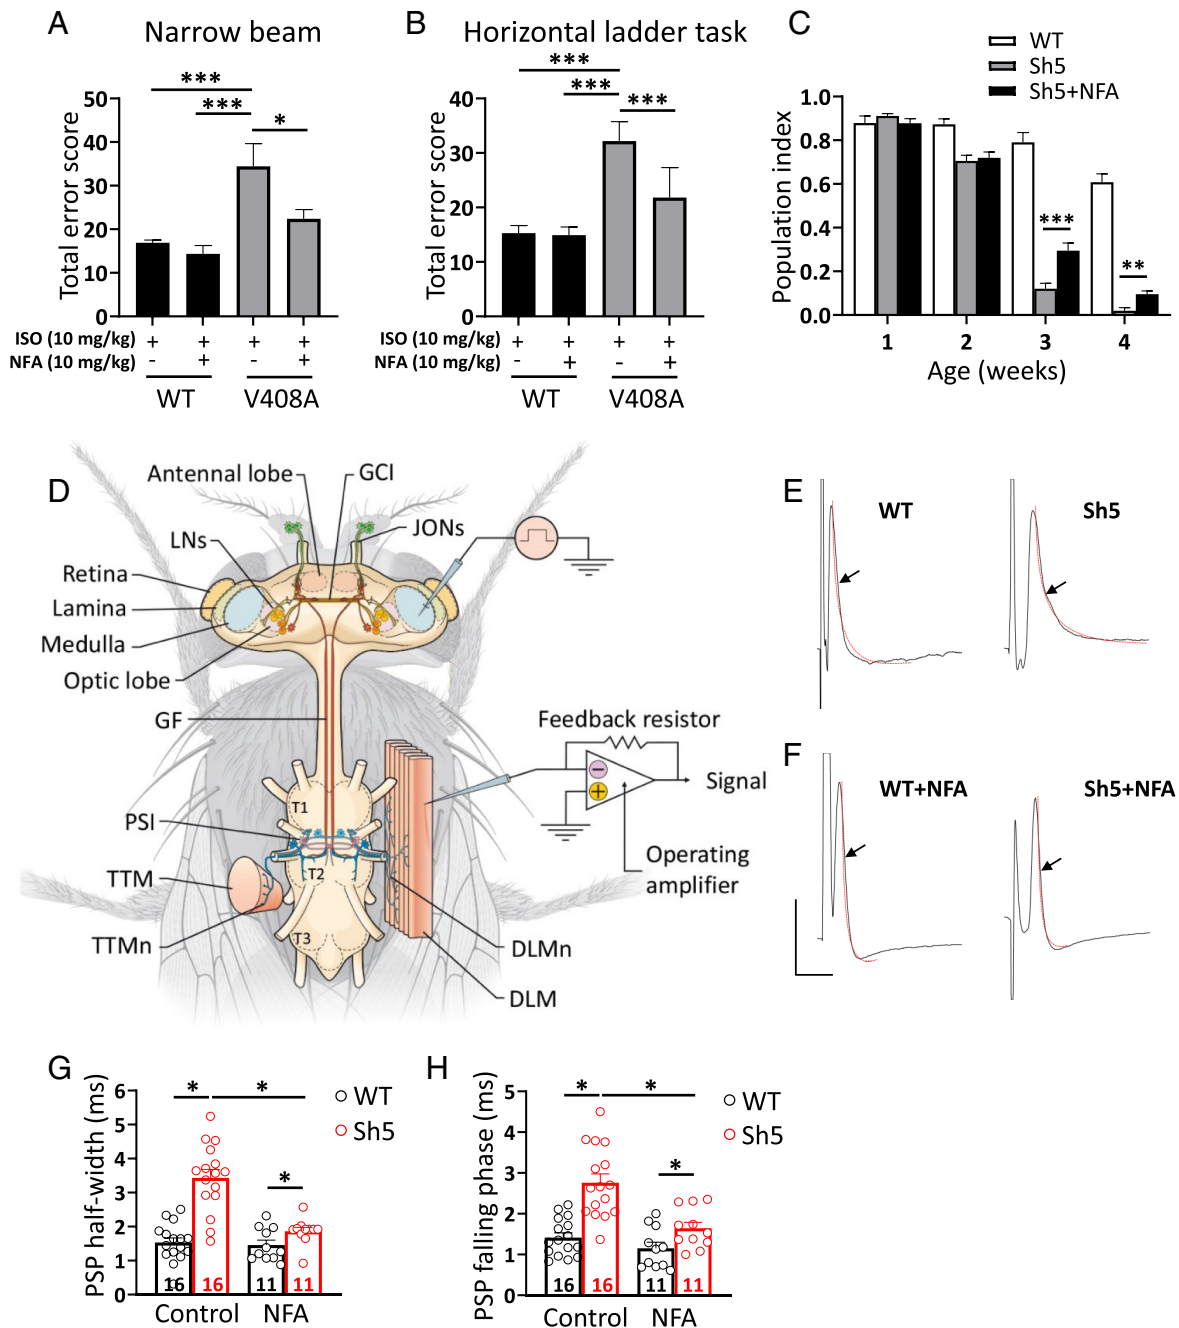 A
Narrow beam
***
***
*
Total error score
50
40
30
20
10
0
ISO (10 mg/kg) + + + +
NFA (10 mg/kg) - + - +
WT
V408A
B
Horizontal ladder task
***
***
***
Total error score
40
30
20
10
0
ISO (10 mg/kg) + + + +
NFA (10 mg/kg) - + - +
WT
V408A
C
WT
Sh5
Sh5+NFA
Population index
1.0
0.8
0.6
0.4
0.2
0.0
***
**
1 2 3 4
Age (weeks)
D
Antennal lobe
GCI
LNs
JONs
Retina
Lamina
Medulla
Optic lobe
GF
Feedback resistor
−
+
Signal
Operating
amplifier
T1
PSI
T2
TTM
T3
TTMn
DLMn
DLM
E
WT
Sh5
F
WT+NFA
Sh5+NFA
G
PSP half-width (ms)
6
5
4
3
2
1
0
* *
*
WT
Sh5
16 16 11 11
Control NFA
H
PSP falling phase (ms)
5
4
3
2
1
0
* *
*
WT
Sh5
16 16 11 11
Control NFA